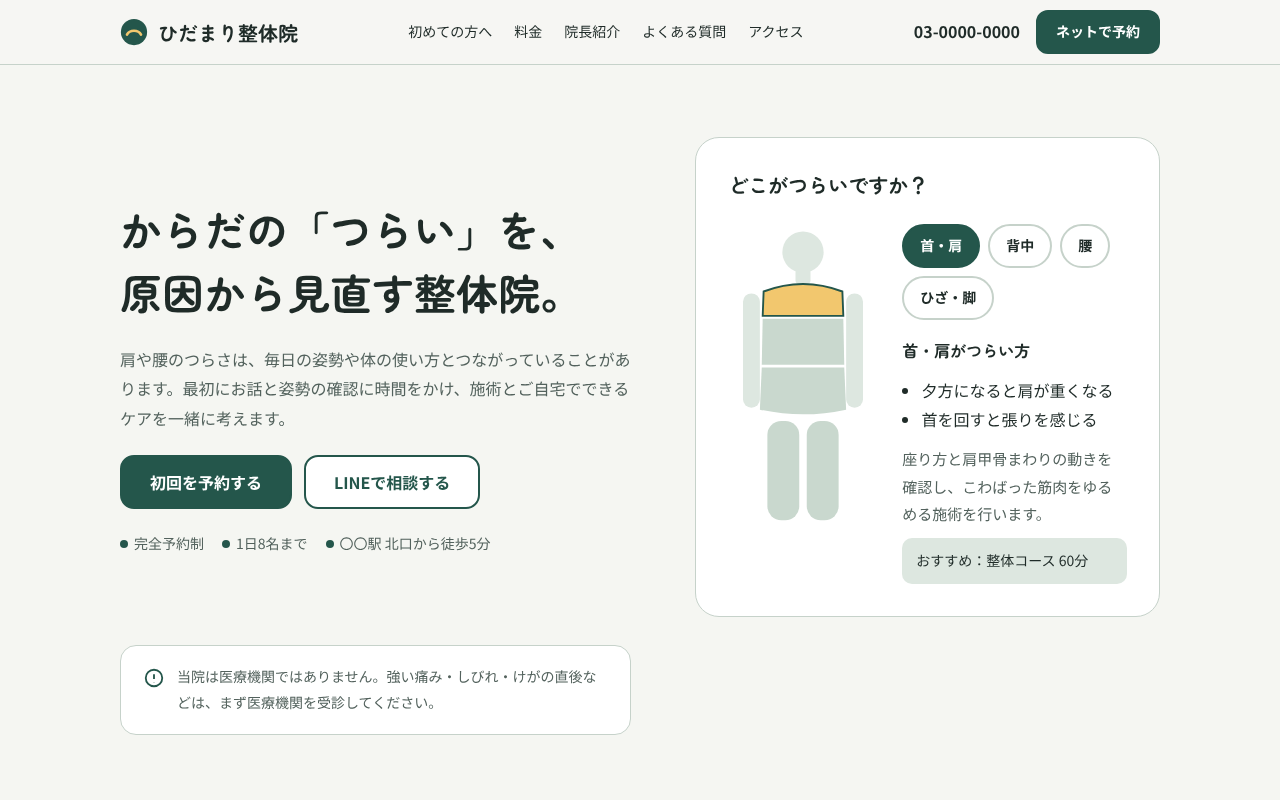 ひだまり整体院
初めての方へ 料金 院長紹介 よくある質問 アクセス
03-0000-0000
ネットで予約
からだの「つらい」を、
原因から見直す整体院。
肩や腰のつらさは、毎日の姿勢や体の使い方とつながっていることがあ
ります。最初にお話と姿勢の確認に時間をかけ、施術とご自宅でできる
ケアを一緒に考えます。
初回を予約する
LINEで相談する
完全予約制 1日8名まで 〇〇駅 北口から徒歩5分
どこがつらいですか？
首・肩 背中 腰
ひざ・脚
首・肩がつらい方
夕方になると肩が重くなる
首を回すと張りを感じる
座り方と肩甲骨まわりの動きを
確認し、こわばった筋肉をゆる
める施術を行います。
おすすめ：整体コース 60分
当院は医療機関ではありません。強い痛み・しびれ・けがの直後な
どは、まず医療機関を受診してください。